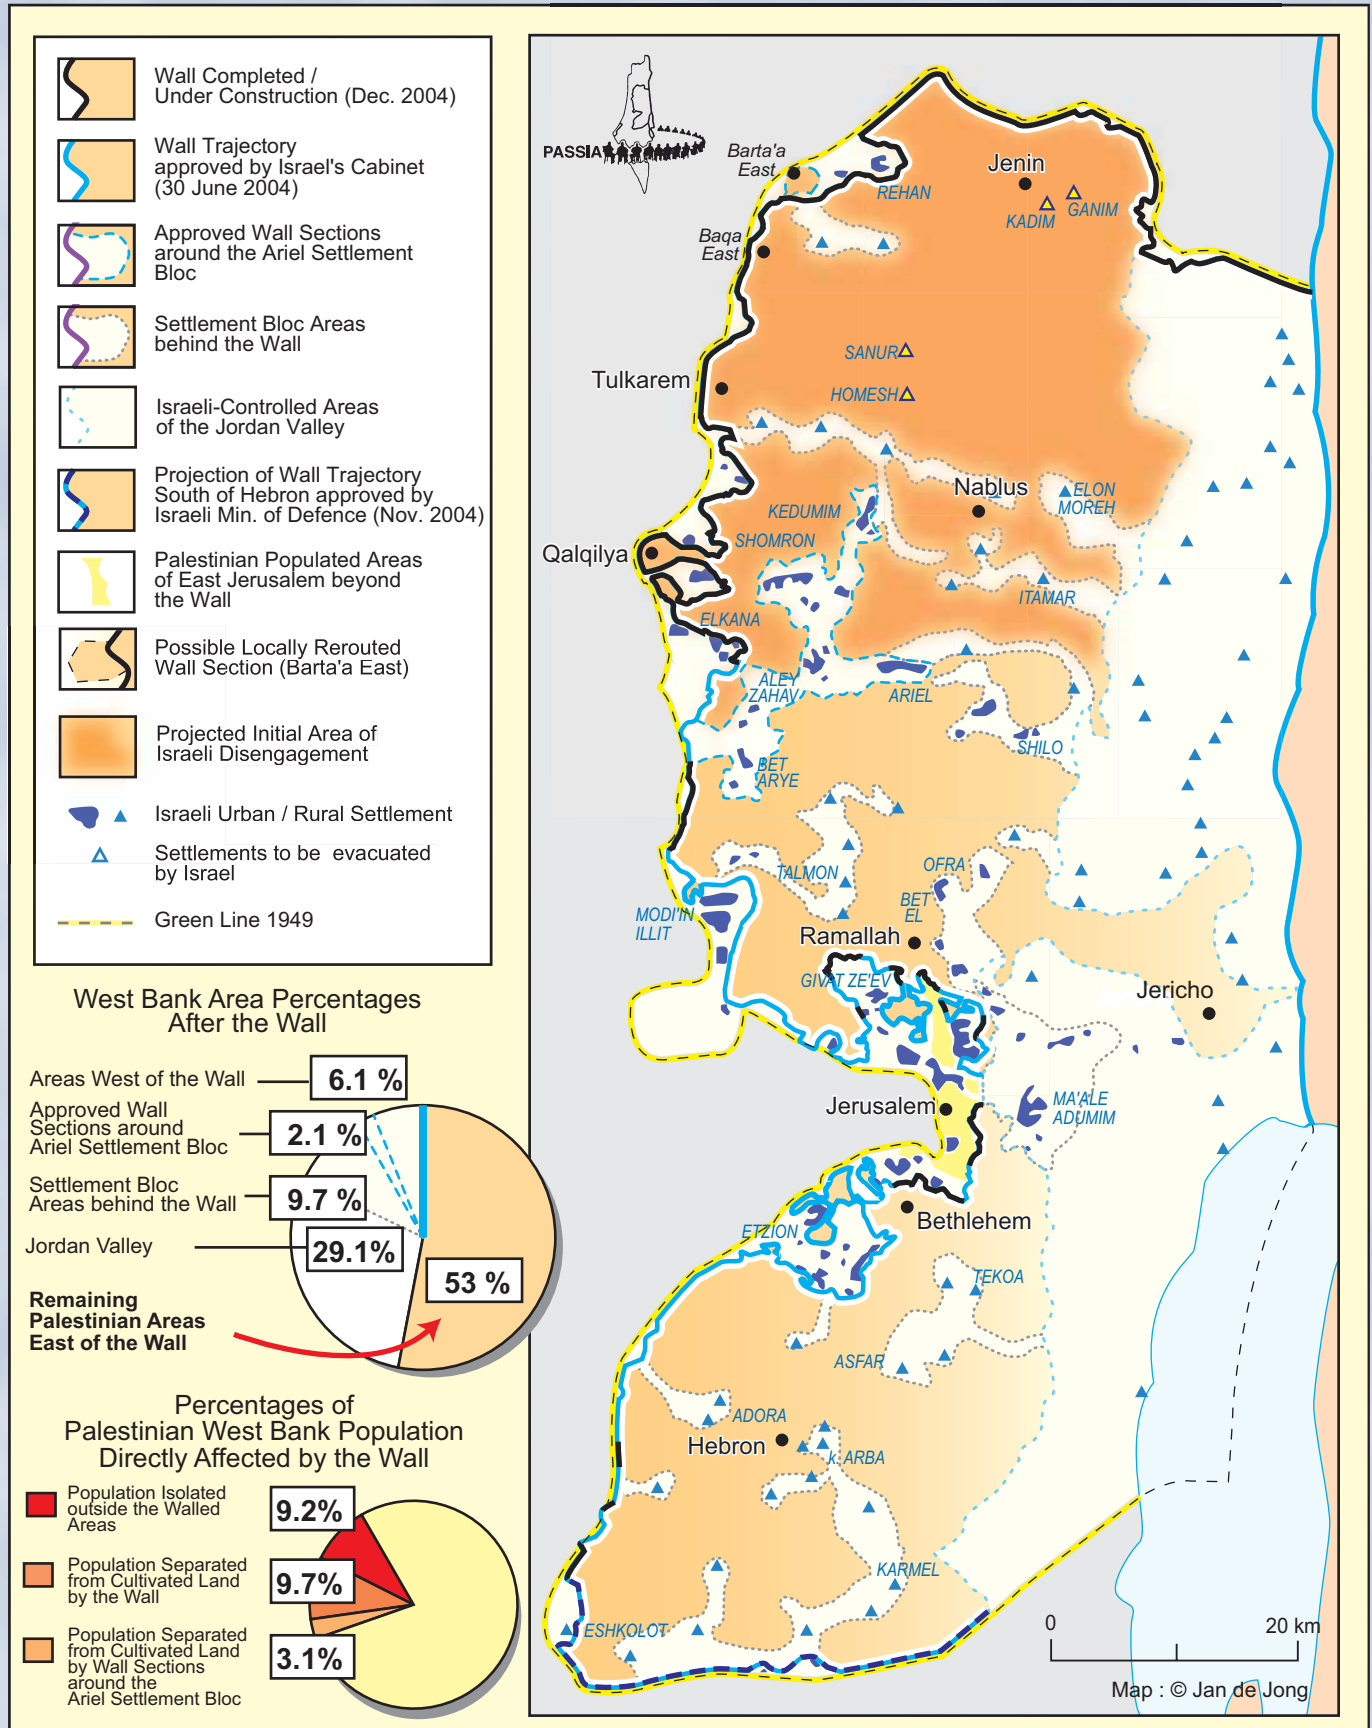 Wall Completed /
Under Construction (Dec. 2004)
Wall Trajectory
approved by Israel's Cabinet
(30 June 2004)
Approved Wall Sections
around the Ariel Settlement
Bloc
Settlement Bloc Areas
behind the Wall
Israeli-Controlled Areas
of the Jordan Valley
Projection of Wall Trajectory
South of Hebron approved by
Israeli Min. of Defence (Nov. 2004)
Palestinian Populated Areas
of East Jerusalem beyond
the Wall
Possible Locally Rerouted
Wall Section (Barta'a East)
Projected Initial Area of
Israeli Disengagement
Israeli Urban / Rural Settlement
Settlements to be evacuated
by Israel
Green Line 1949
West Bank Area Percentages
After the Wall
Areas West of the Wall
6.1 %
Approved Wall
Sections around
Ariel Settlement Bloc
2.1 %
Settlement Bloc
Areas behind the Wall
9.7 %
Jordan Valley
29.1%
53 %
Remaining
Palestinian Areas
East of the Wall
Percentages of
Palestinian West Bank Population
Directly Affected by the Wall
Population Isolated
outside the Walled
Areas
9.2%
Population Separated
from Cultivated Land
by the Wall
9.7%
Population Separated
from Cultivated Land
by Wall Sections
around the
Ariel Settlement Bloc
3.1%
PASSIA
Barta'a
East
REHAN
Jenin
KADIM
GANIM
Baqa
East
SANUR
HOMESH
Tulkarem
Nablus
ELON
MOREH
KEDUMIM
SHOMRON
Qalqilya
ITAMAR
ELKANA
ALEY
ZAHAV
ARIEL
SHILO
BET
ARYE
TALMON
OFRA
BET
EL
MODI'IN
ILLIT
Ramallah
GIVAT ZE'EV
Jericho
Jerusalem
MA'ALE
ADUMIM
Bethlehem
ETZION
TEKOA
ASFAR
ADORA
Hebron
k. ARBA
KARMEL
ESHKOLOT
0
20 km
Map : © Jan de Jong